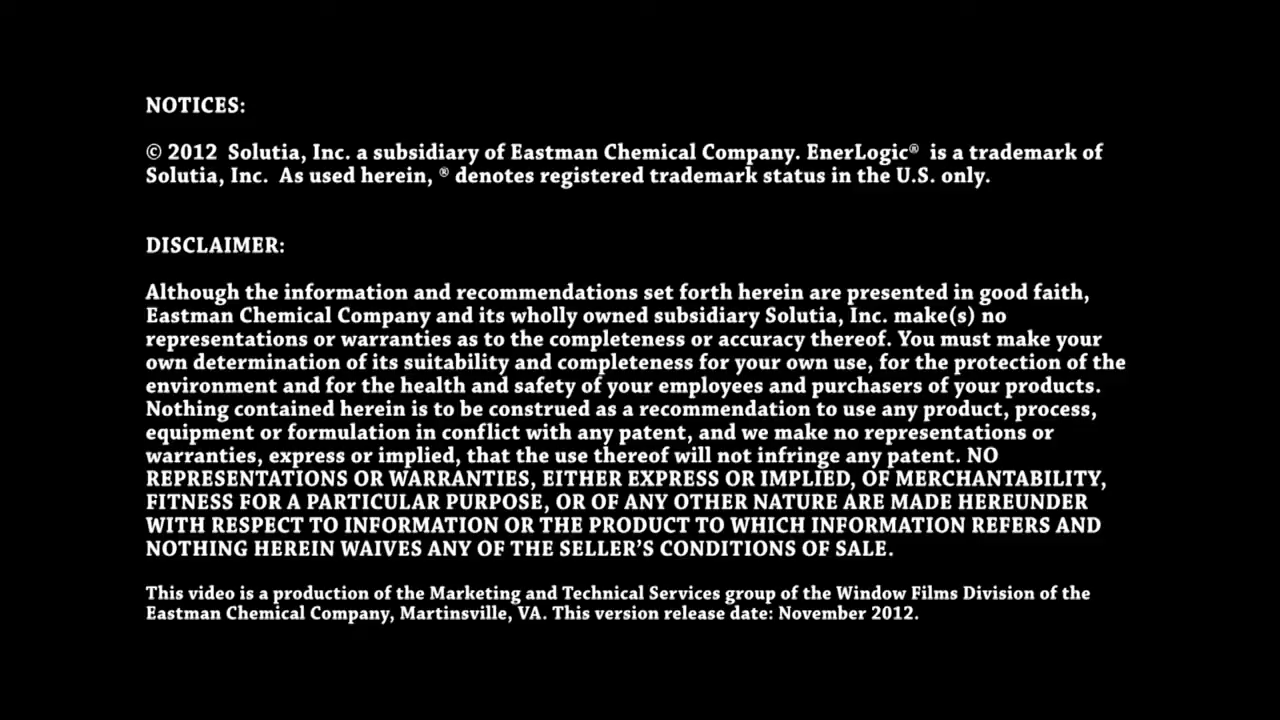 NOTICES:
© 2012 Solutia, Inc. a subsidiary of Eastman Chemical Company. EnerLogic® is a trademark of
Solutia, Inc. As used herein, ® denotes registered trademark status in the U.S. only.
DISCLAIMER:
Although the information and recommendations set forth herein are presented in good faith,
Eastman Chemical Company and its wholly owned subsidiary Solutia, Inc. make(s) no
representations or warranties as to the completeness or accuracy thereof. You must make your
own determination of its suitability and completeness for your own use, for the protection of the
environment and for the health and safety of your employees and purchasers of your products.
Nothing contained herein is to be construed as a recommendation to use any product, process,
equipment or formulation in conflict with any patent, and we make no representations or
warranties, express or implied, that the use thereof will not infringe any patent. NO
REPRESENTATIONS OR WARRANTIES, EITHER EXPRESS OR IMPLIED, OF MERCHANTABILITY,
FITNESS FOR A PARTICULAR PURPOSE, OR OF ANY OTHER NATURE ARE MADE HEREUNDER
WITH RESPECT TO INFORMATION OR THE PRODUCT TO WHICH INFORMATION REFERS AND
NOTHING HEREIN WAIVES ANY OF THE SELLER'S CONDITIONS OF SALE.
This video is a production of the Marketing and Technical Services group of the Window Films Division of the
Eastman Chemical Company, Martinsville, VA. This version release date: November 2012.